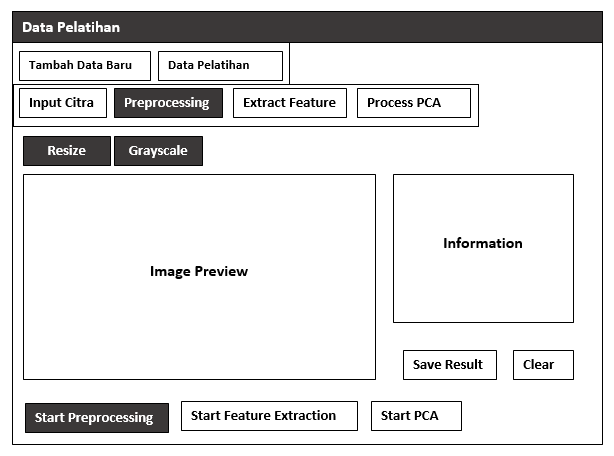 Data Pelatihan
Tambah Data Baru Data Pelatihan
Input Citra Preprocessing Extract Feature Process PCA
Resize Grayscale
Information
Image Preview
Save Result Clear
Start Preprocessing Start Feature Extraction Start PCA